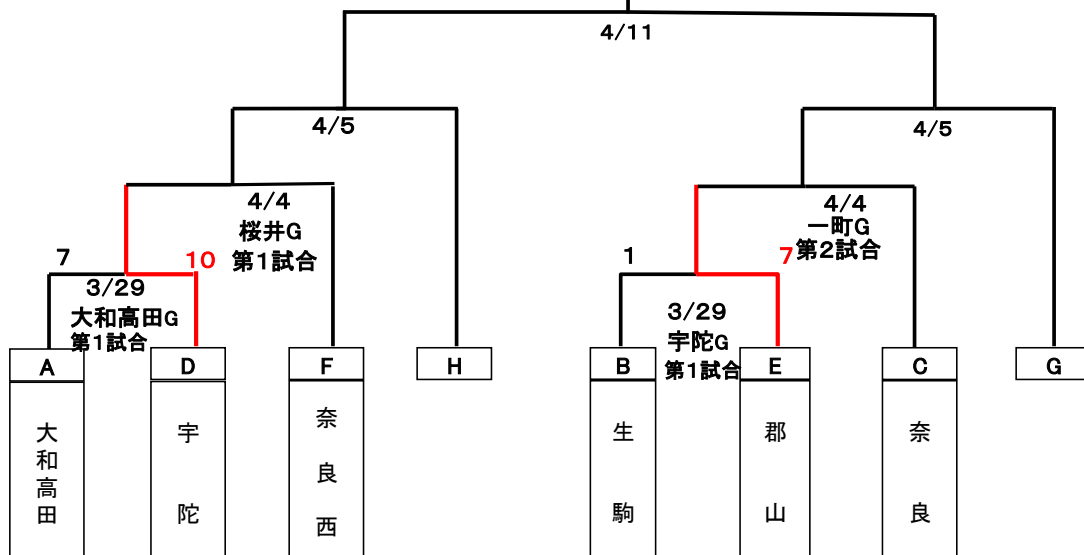 4/11
4/5
4/5
4/4
桜井G
第1試合
4/4
一町G
第2試合
7
10
3/29
大和高田G
第1試合
1
7
3/29
宇陀G
第1試合
A
D
F
H
B
E
C
G
大和高田
宇陀
奈良西
生駒
郡山
奈良